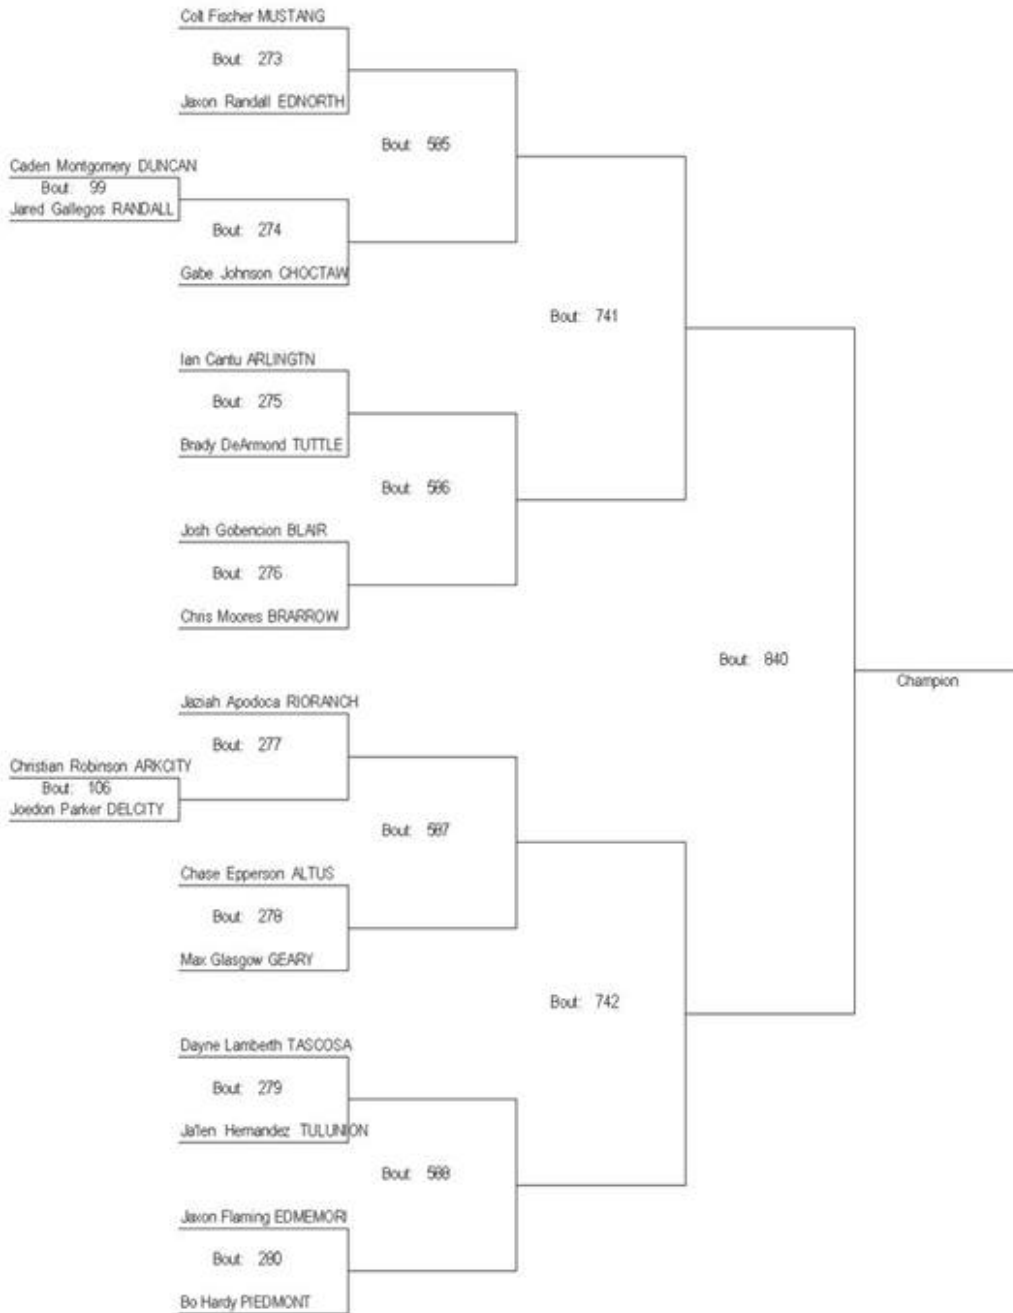 Colt Fischer MUSTANG
Bout: 273
Jaxon Randall EDNORTH
Bout: 505
Caden Montgomery DUNCAN
Bout: 99
Jared Gallegos RANDALL
Bout: 274
Gabe Johnson CHOCTAW
Bout: 741
Ian Cantu ARLINGTN
Bout: 275
Brady DeArmond TUTTLE
Bout: 506
Josh Gobencion BLAIR
Bout: 276
Chris Moores BRARROW
Bout: 840
Champion
Jaziah Apodoca RIORANCH
Bout: 277
Christian Robinson ARKCITY
Bout: 106
Joedon Parker DELCITY
Bout: 507
Chase Epperson ALTUS
Bout: 278
Max Glasgow GEARY
Bout: 742
Dayne Lamberth TASCOSA
Bout: 279
Ja'len Hernandez TULUNION
Bout: 508
Jaxon Flaming EDMEMORI
Bout: 280
Bo Hardy PIEDMONT